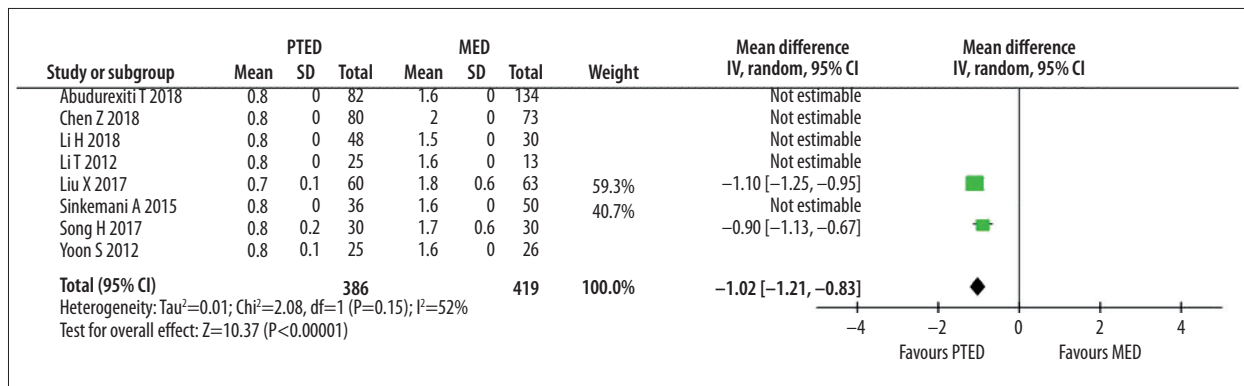 PTED MED Mean difference Mean difference
Study or subgroup Mean SD Total Mean SD Total Weight IV, random, 95% CI IV, random, 95% CI
Abudurexiti T 2018 0.8 0 82 1.6 0 134 Not estimable
Chen Z 2018 0.8 0 80 2 0 73 Not estimable
Li H 2018 0.8 0 48 1.5 0 30 Not estimable
Li T 2012 0.8 0 25 1.6 0 13 Not estimable
Liu X 2017 0.7 0.1 60 1.8 0.6 63 59.3% −1.10 [−1.25, −0.95]
Sinkemani A 2015 0.8 0 36 1.6 0 50 40.7% Not estimable
Song H 2017 0.8 0.2 30 1.7 0.6 30 −0.90 [−1.13, −0.67]
Yoon S 2012 0.8 0.1 25 1.6 0 26
Total (95% CI) 386 419 100.0% −1.02 [−1.21, −0.83]
Heterogeneity: Tau²=0.01; Chi²=2.08, df=1 (P=0.15); I²=52%
Test for overall effect: Z=10.37 (P<0.00001)
−4 −2 0 2 4
Favours PTED Favours MED